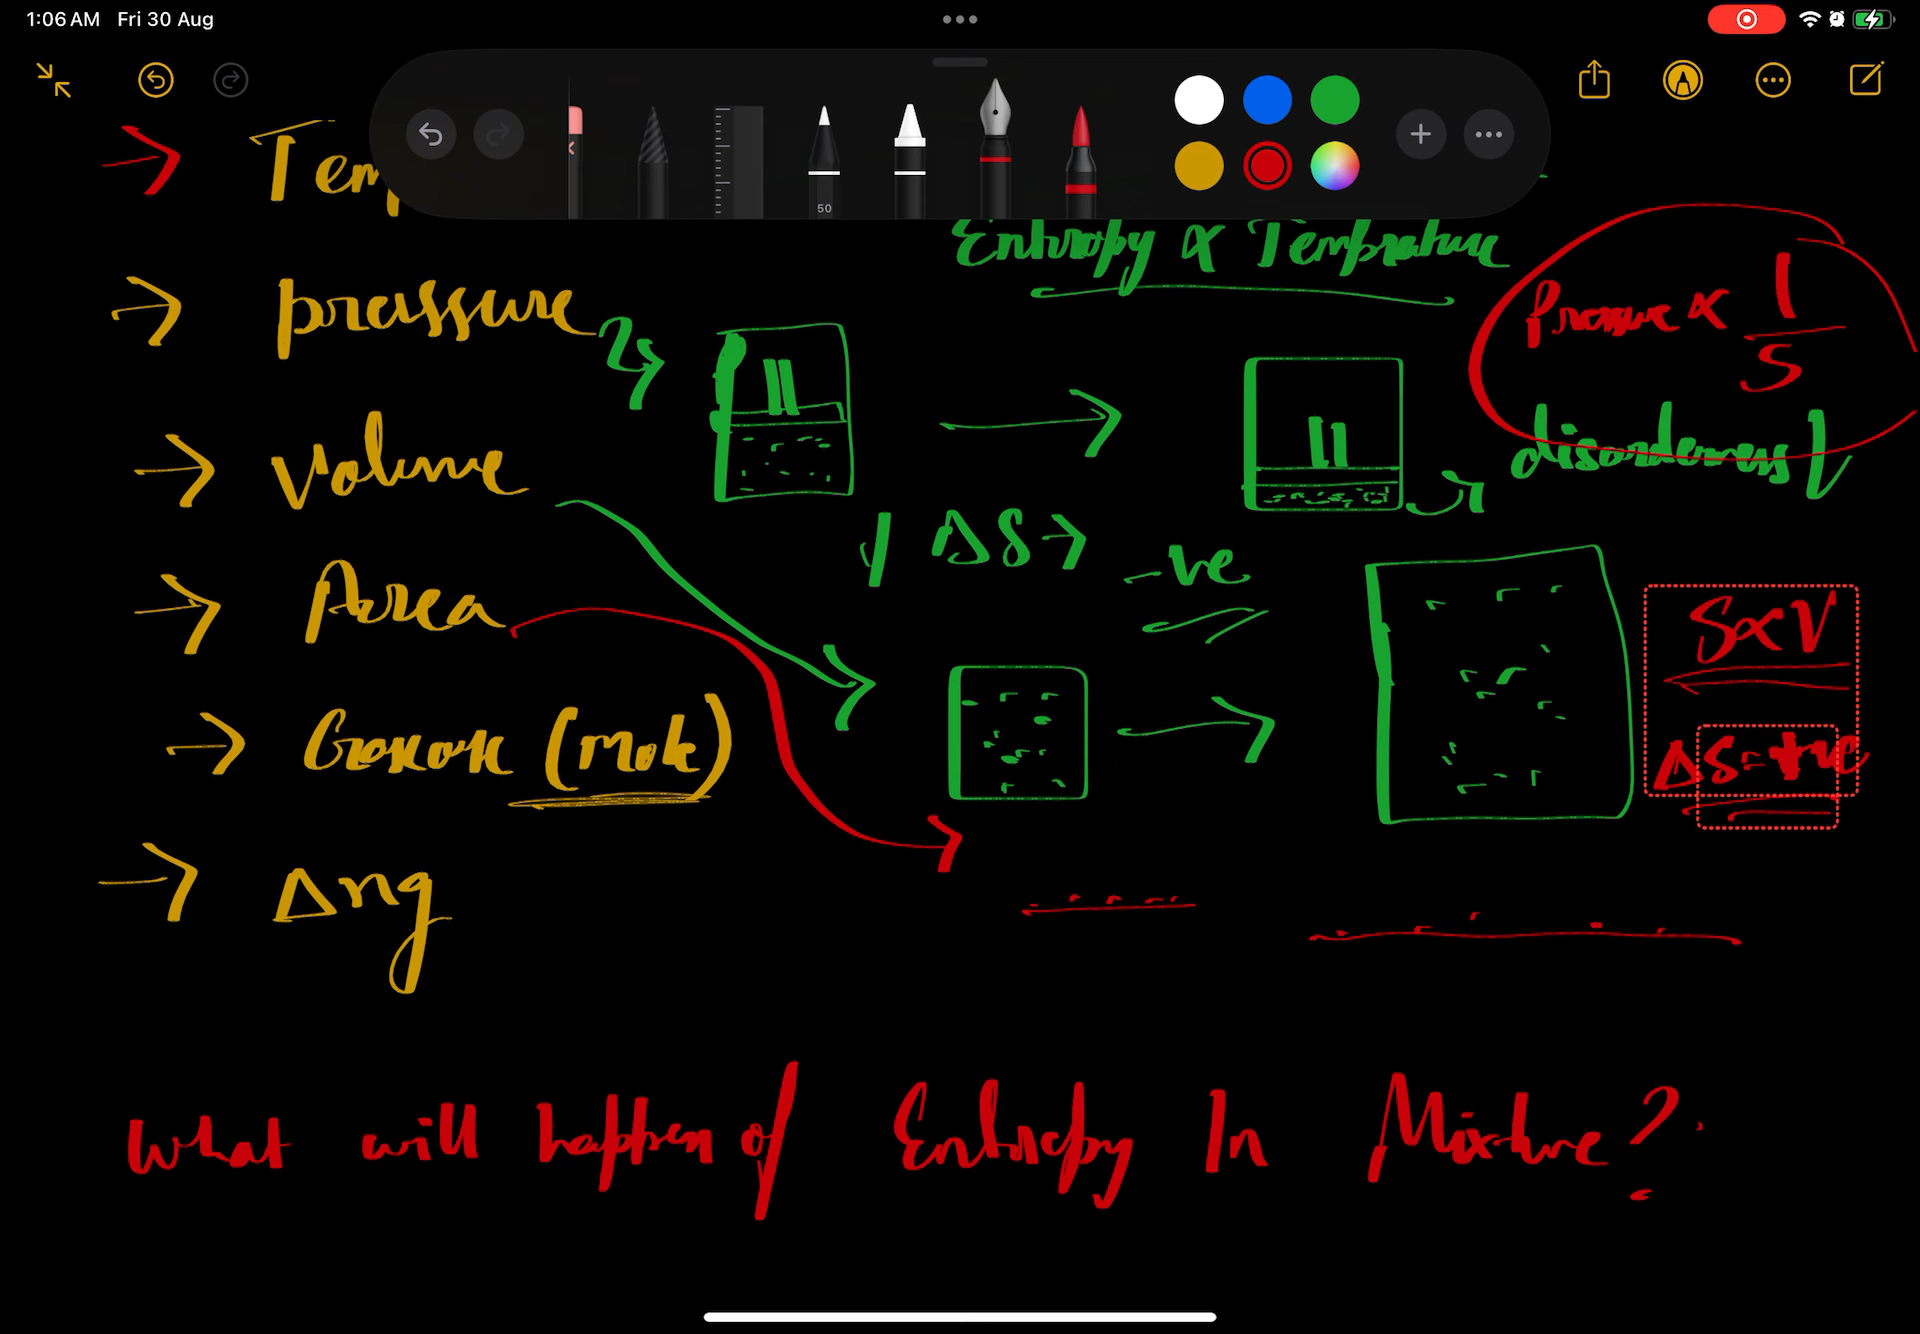 1:06 AM Fri 30 Aug
50
Tem
Entropy ∝ Temprature
pressure
Pressure ∝ 1/S
Volume
disorderness ↓
↓ ΔS → -ve
Area
S∝V
(Mole)
ΔS=+ve
Δng
What will happen of Entropy In Mixture?